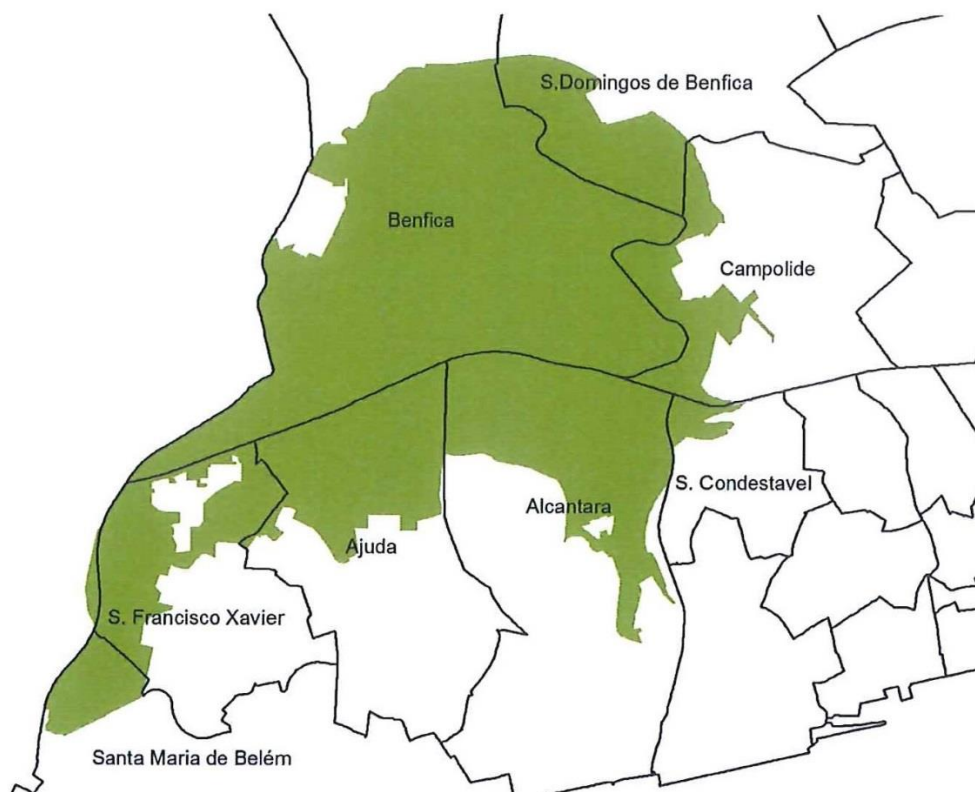 S.Domingos de Benfica
Benfica
Campolide
S. Condestavel
Alcantara
Ajuda
S. Francisco Xavier
Santa Maria de Belém